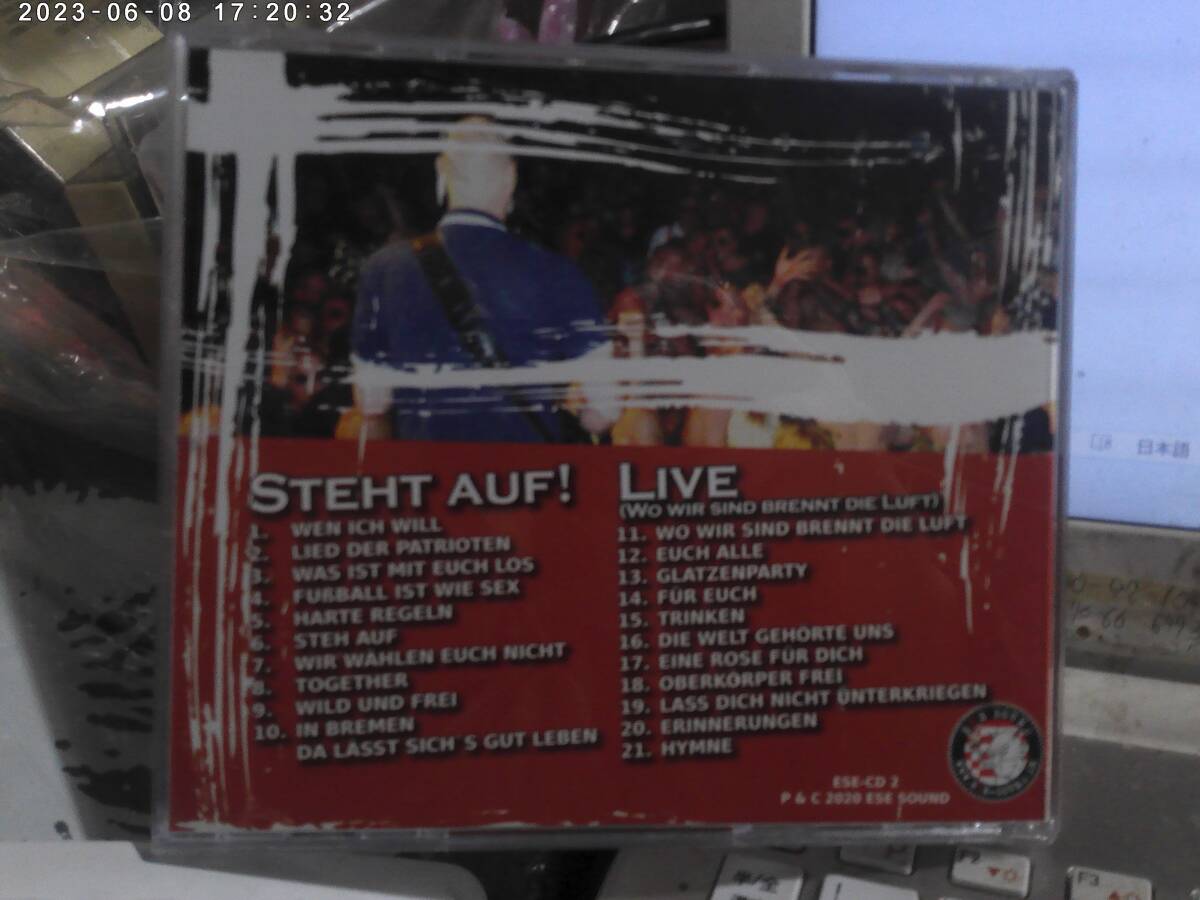 2023-06-08 17:20:32
STEHT AUF!
1. WEN ICH WILL
2. LIED DER PATRIOTEN
3. WAS IST MIT EUCH LOS
4. FUßBALL IST WIE SEX
5. HARTE REGELN
6. STEH AUF
7. WIR WÄHLEN EUCH NICHT
8. TOGETHER
9. WILD UND FREI
10. IN BREMEN
DA LÄSST SICH´S GUT LEBEN
LIVE
(WO WIR SIND BRENNT DIE LUFT)
11. WO WIR SIND BRENNT DIE LUFT
12. EUCH ALLE
13. GLATZENPARTY
14. FÜR EUCH
15. TRINKEN
16. DIE WELT GEHÖRTE UNS
17. EINE ROSE FÜR DICH
18. OBERKÖRPER FREI
19. LASS DICH NICHT UNTERKRIEGEN
20. ERINNERUNGEN
21. HYMNE
ESE-CD 2
P & C 2020 ESE SOUND
日本語
半/全
F3